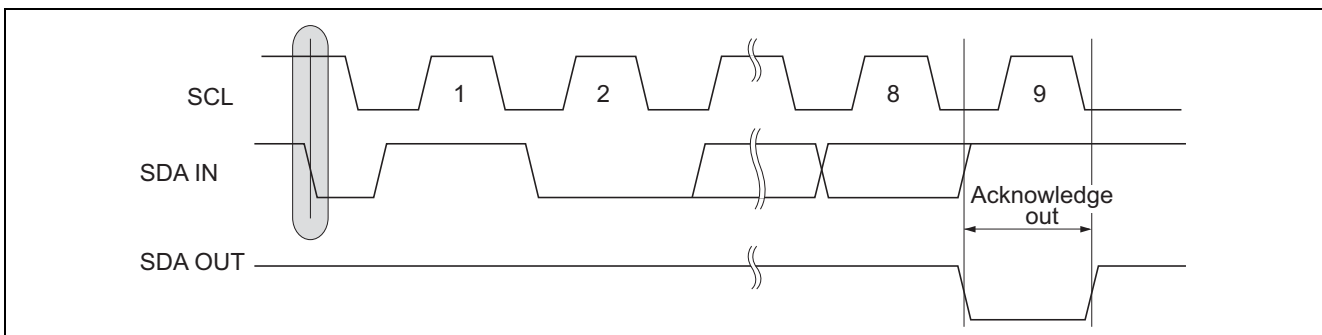 SCL
1
2
8
9
SDA IN
Acknowledge
out
SDA OUT